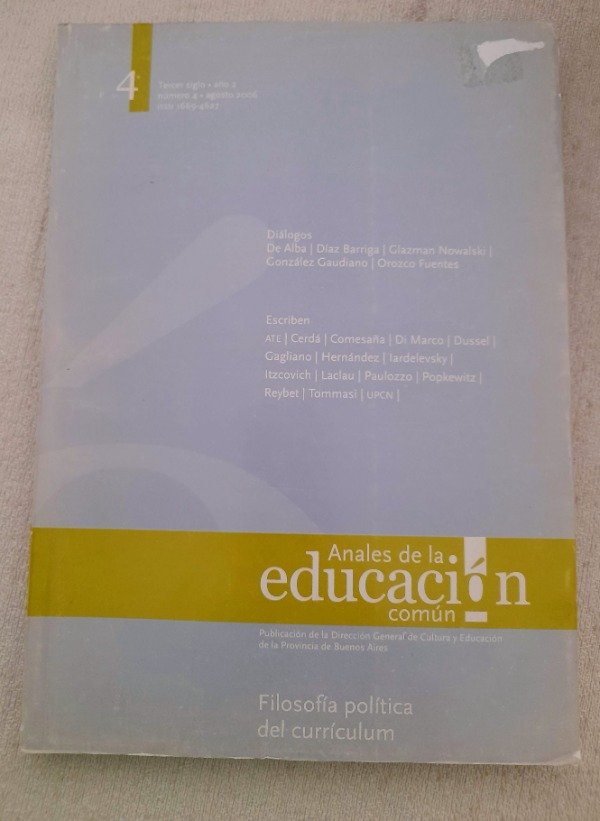 4
Tercer siglo • año 2
número 4 • agosto 2006
ISSN 1669-4627
Diálogos
De Alba | Díaz Barriga | Glazman Nowalski |
González Gaudiano | Orozco Fuentes
Escriben
ATE | Cerdá | Comesaña | Di Marco | Dussel |
Gagliano | Hernández | Iardelevsky |
Itzcovich | Laclau | Paulozzo | Popkewitz |
Reybet | Tommasi | UPCN |
Anales de la
educación
común
Publicación de la Dirección General de Cultura y Educación
de la Provincia de Buenos Aires
Filosofía política
del currículum